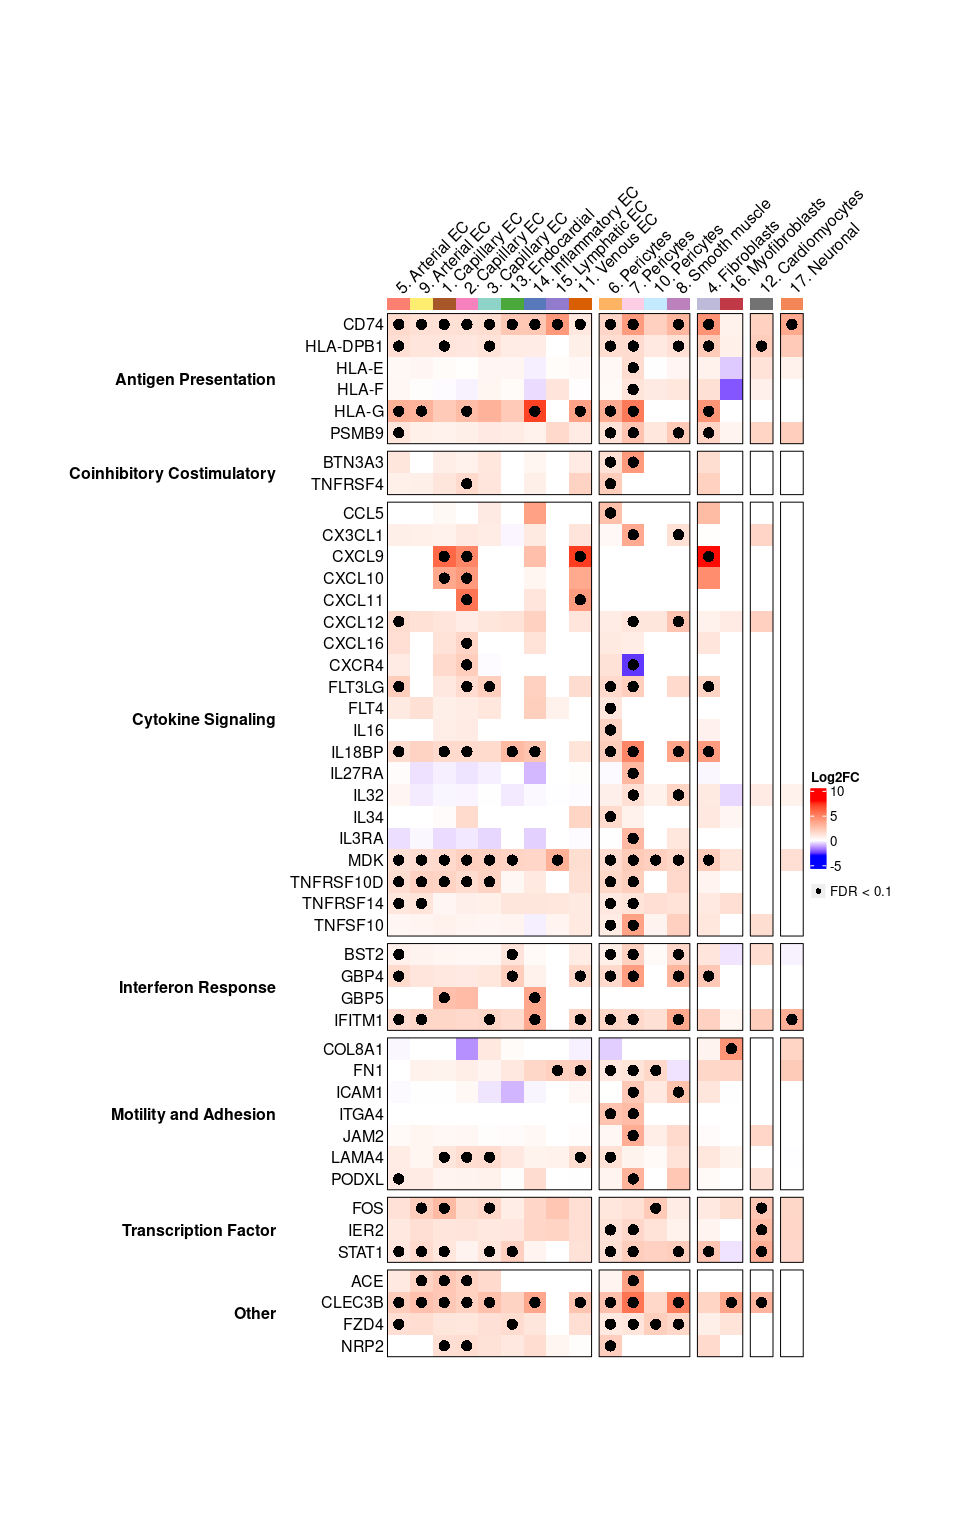 5. Arterial EC
9. Arterial EC
1. Capillary EC
2. Capillary EC
3. Capillary EC
13. Endocardial
14. Inflammatory EC
15. Lymphatic EC
11. Venous EC
6. Pericytes
7. Pericytes
10. Pericytes
8. Smooth muscle
4. Fibroblasts
16. Myofibroblasts
12. Cardiomyocytes
17. Neuronal
Antigen Presentation
CD74
HLA-DPB1
HLA-E
HLA-F
HLA-G
PSMB9
Coinhibitory Costimulatory
BTN3A3
TNFRSF4
Cytokine Signaling
CCL5
CX3CL1
CXCL9
CXCL10
CXCL11
CXCL12
CXCL16
CXCR4
FLT3LG
FLT4
IL16
IL18BP
IL27RA
IL32
IL34
IL3RA
MDK
TNFRSF10D
TNFRSF14
TNFSF10
Interferon Response
BST2
GBP4
GBP5
IFITM1
Motility and Adhesion
COL8A1
FN1
ICAM1
ITGA4
JAM2
LAMA4
PODXL
Transcription Factor
FOS
IER2
STAT1
Other
ACE
CLEC3B
FZD4
NRP2
Log2FC
10
5
0
-5
FDR < 0.1